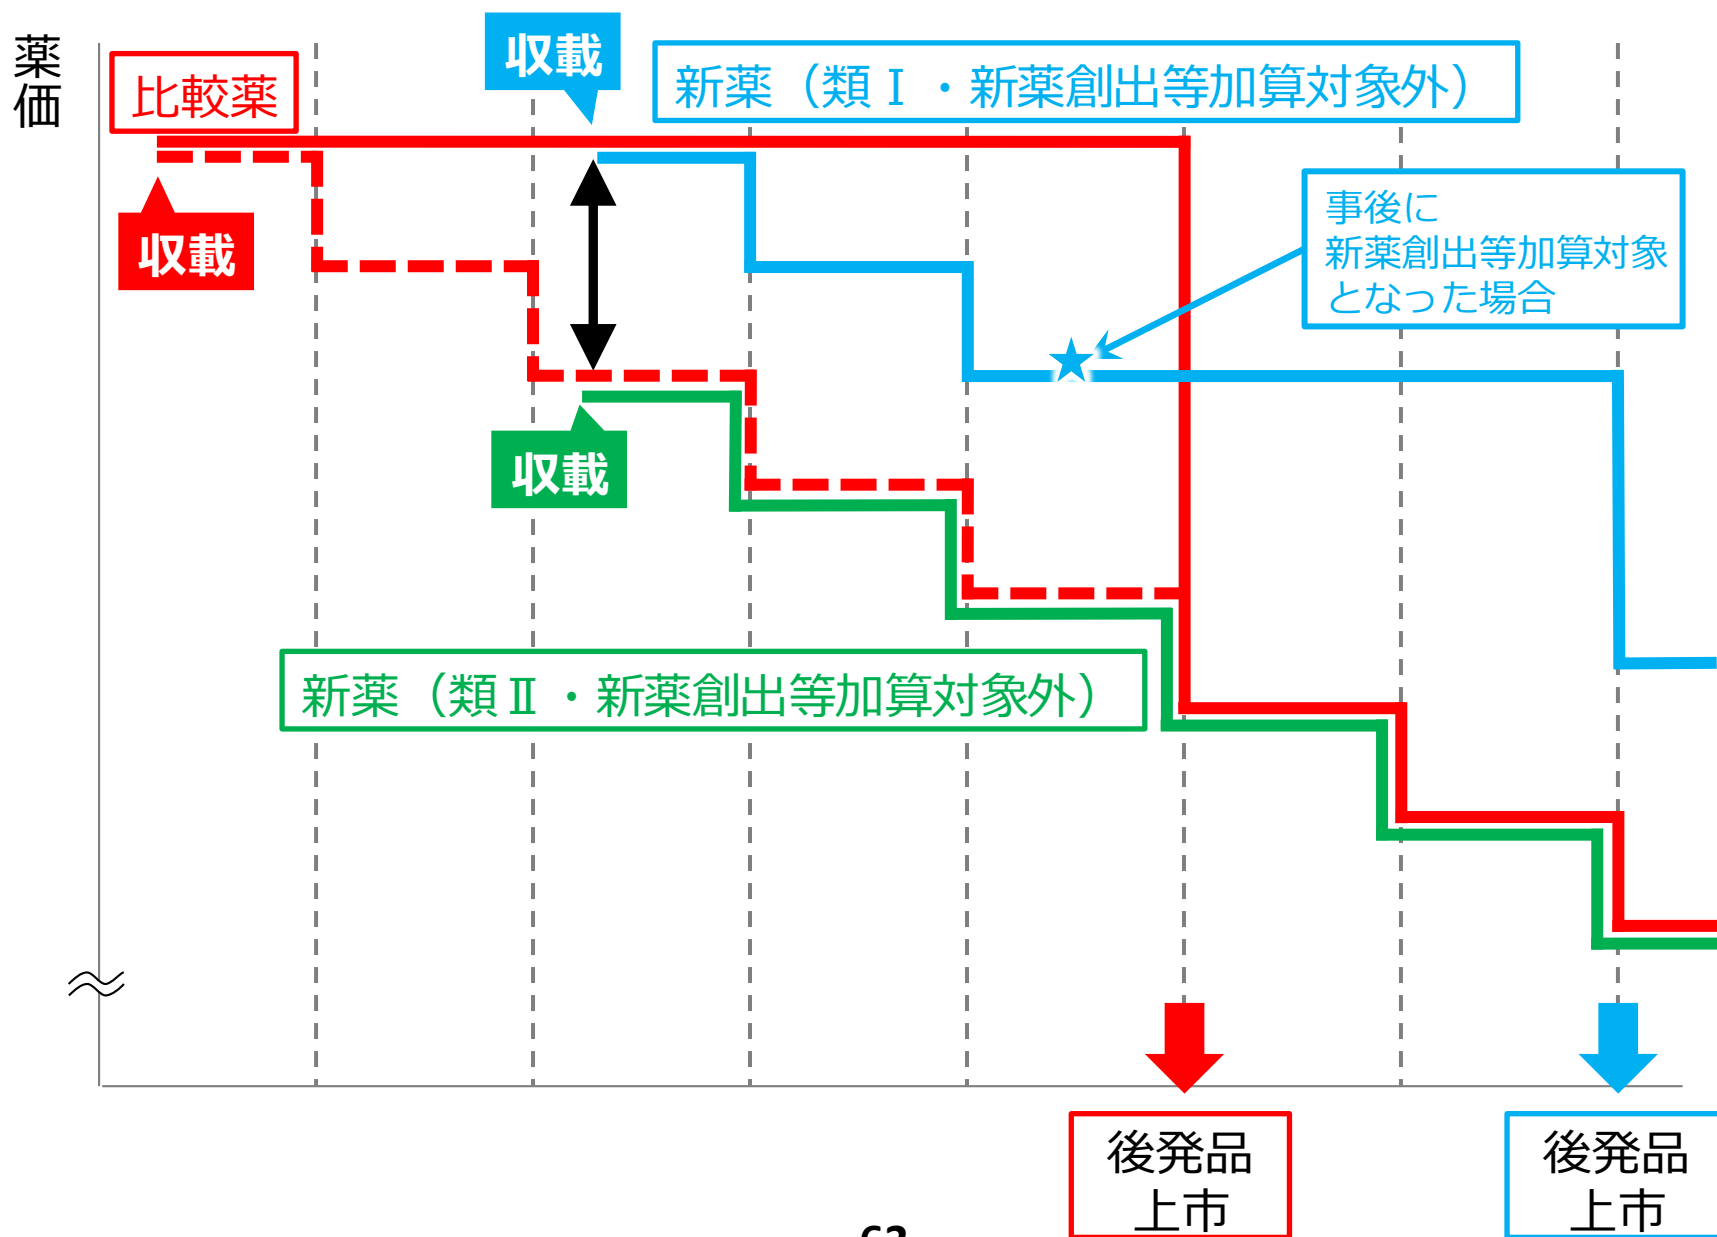 薬価
比較薬
収載
新薬（類Ⅰ・新薬創出等加算対象外）
収載
事後に
新薬創出等加算対象
となった場合
収載
新薬（類Ⅱ・新薬創出等加算対象外）
後発品
上市
後発品
上市